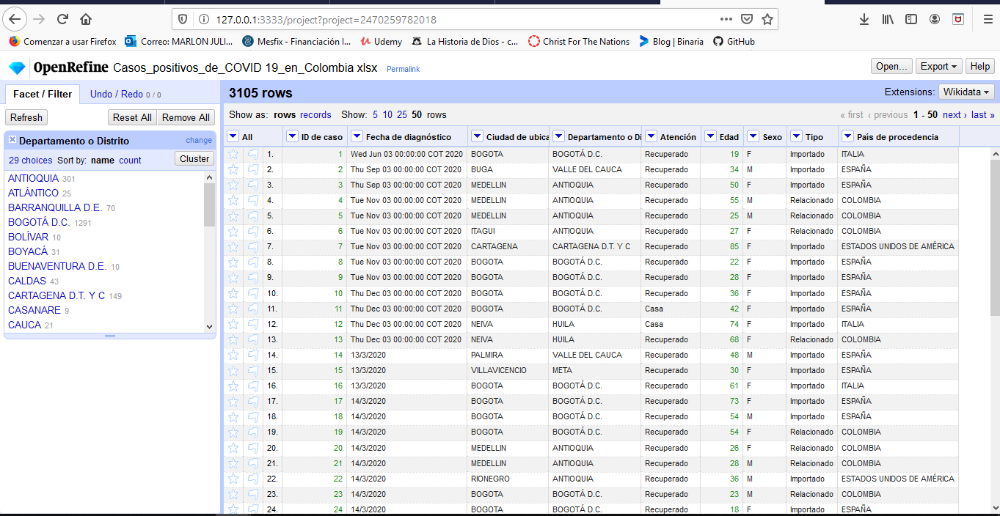 127.0.0.1:3333/project?project=2470259782018
Comenzar a usar Firefox Correo: MARLON JULI... Mesfix - Financiación I... Udemy La Historia de Dios - c... Christ For The Nations Blog | Binaria GitHub
OpenRefine Casos_positivos_de_COVID 19_en_Colombia xlsx Permalink Open... Export Help
Facet / Filter Undo / Redo 0 / 0
Refresh Reset All Remove All
Departamento o Distrito change
29 choices Sort by: name count Cluster
ANTIOQUIA 301
ATLÁNTICO 25
BARRANQUILLA D.E. 70
BOGOTÁ D.C. 1291
BOLÍVAR 10
BOYACÁ 31
BUENAVENTURA D.E. 10
CALDAS 43
CARTAGENA D.T. Y C 149
CASANARE 9
CAUCA 21
3105 rows Extensions: Wikidata
Show as: rows records Show: 5 10 25 50 rows « first ‹ previous 1 - 50 next › last »
All ID de caso Fecha de diagnóstico Ciudad de ubica Departamento o Di Atención Edad Sexo Tipo País de procedencia
1. 1 Wed Jun 03 00:00:00 COT 2020 BOGOTA BOGOTÁ D.C. Recuperado 19 F Importado ITALIA
2. 2 Thu Sep 03 00:00:00 COT 2020 BUGA VALLE DEL CAUCA Recuperado 34 M Importado ESPAÑA
3. 3 Thu Sep 03 00:00:00 COT 2020 MEDELLIN ANTIOQUIA Recuperado 50 F Importado ESPAÑA
4. 4 Tue Nov 03 00:00:00 COT 2020 MEDELLIN ANTIOQUIA Recuperado 55 M Relacionado COLOMBIA
5. 5 Tue Nov 03 00:00:00 COT 2020 MEDELLIN ANTIOQUIA Recuperado 25 M Relacionado COLOMBIA
6. 6 Tue Nov 03 00:00:00 COT 2020 ITAGUI ANTIOQUIA Recuperado 27 F Relacionado COLOMBIA
7. 7 Tue Nov 03 00:00:00 COT 2020 CARTAGENA CARTAGENA D.T. Y C Recuperado 85 F Importado ESTADOS UNIDOS DE AMÉRICA
8. 8 Tue Nov 03 00:00:00 COT 2020 BOGOTA BOGOTÁ D.C. Recuperado 22 F Importado ESPAÑA
9. 9 Tue Nov 03 00:00:00 COT 2020 BOGOTA BOGOTÁ D.C. Recuperado 28 F Importado ESPAÑA
10. 10 Thu Dec 03 00:00:00 COT 2020 BOGOTA BOGOTÁ D.C. Recuperado 36 F Importado ESPAÑA
11. 11 Thu Dec 03 00:00:00 COT 2020 BOGOTA BOGOTÁ D.C. Casa 42 F Importado ESPAÑA
12. 12 Thu Dec 03 00:00:00 COT 2020 NEIVA HUILA Casa 74 F Importado ITALIA
13. 13 Thu Dec 03 00:00:00 COT 2020 NEIVA HUILA Recuperado 68 F Relacionado COLOMBIA
14. 14 13/3/2020 PALMIRA VALLE DEL CAUCA Recuperado 48 M Importado ESPAÑA
15. 15 13/3/2020 VILLAVICENCIO META Recuperado 30 F Importado ESPAÑA
16. 16 13/3/2020 BOGOTA BOGOTÁ D.C. Recuperado 61 F Importado ITALIA
17. 17 14/3/2020 BOGOTA BOGOTÁ D.C. Recuperado 73 F Importado ESPAÑA
18. 18 14/3/2020 BOGOTA BOGOTÁ D.C. Recuperado 54 M Importado ESPAÑA
19. 19 14/3/2020 BOGOTA BOGOTÁ D.C. Recuperado 54 F Relacionado COLOMBIA
20. 20 14/3/2020 MEDELLIN ANTIOQUIA Recuperado 26 F Relacionado COLOMBIA
21. 21 14/3/2020 MEDELLIN ANTIOQUIA Recuperado 28 M Relacionado COLOMBIA
22. 22 14/3/2020 RIONEGRO ANTIOQUIA Recuperado 36 M Importado ESTADOS UNIDOS DE AMÉRICA
23. 23 14/3/2020 BOGOTA BOGOTÁ D.C. Recuperado 23 M Relacionado COLOMBIA
24. 24 14/3/2020 BOGOTA BOGOTÁ D.C. Recuperado 18 F Importado ESPAÑA